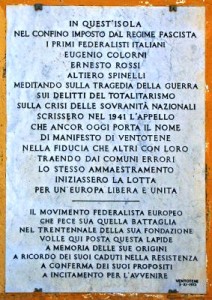 IN QUEST'ISOLA
NEL CONFINO IMPOSTO DAL REGIME FASCISTA
I PRIMI FEDERALISTI ITALIANI
EUGENIO COLORNI
ERNESTO ROSSI
ALTIERO SPINELLI
MEDITANDO SULLA TRAGEDIA DELLA GUERRA
SUI DELITTI DEL TOTALITARISMO
SULLA CRISI DELLE SOVRANITÀ NAZIONALI
SCRISSERO NEL 1941 L'APPELLO
CHE ANCOR OGGI PORTA IL NOME
DI MANIFESTO DI VENTOTENE
NELLA FIDUCIA CHE ALTRI CON LORO
TRAENDO DAI COMUNI ERRORI
LO STESSO AMMAESTRAMENTO
INIZIASSERO LA LOTTA
PER UN'EUROPA LIBERA E UNITA
IL MOVIMENTO FEDERALISTA EUROPEO
CHE FECE SUA QUELLA BATTAGLIA
NEL TRENTENNALE DELLA SUA FONDAZIONE
VOLLE QUI POSTA QUESTA LAPIDE
A MEMORIA DELLE SUE ORIGINI
A RICORDO DEI SUOI CADUTI NELLA RESISTENZA
A CONFERMA DEI SUOI PROPOSITI
A INCITAMENTO PER L'AVVENIRE
VENTOTENE